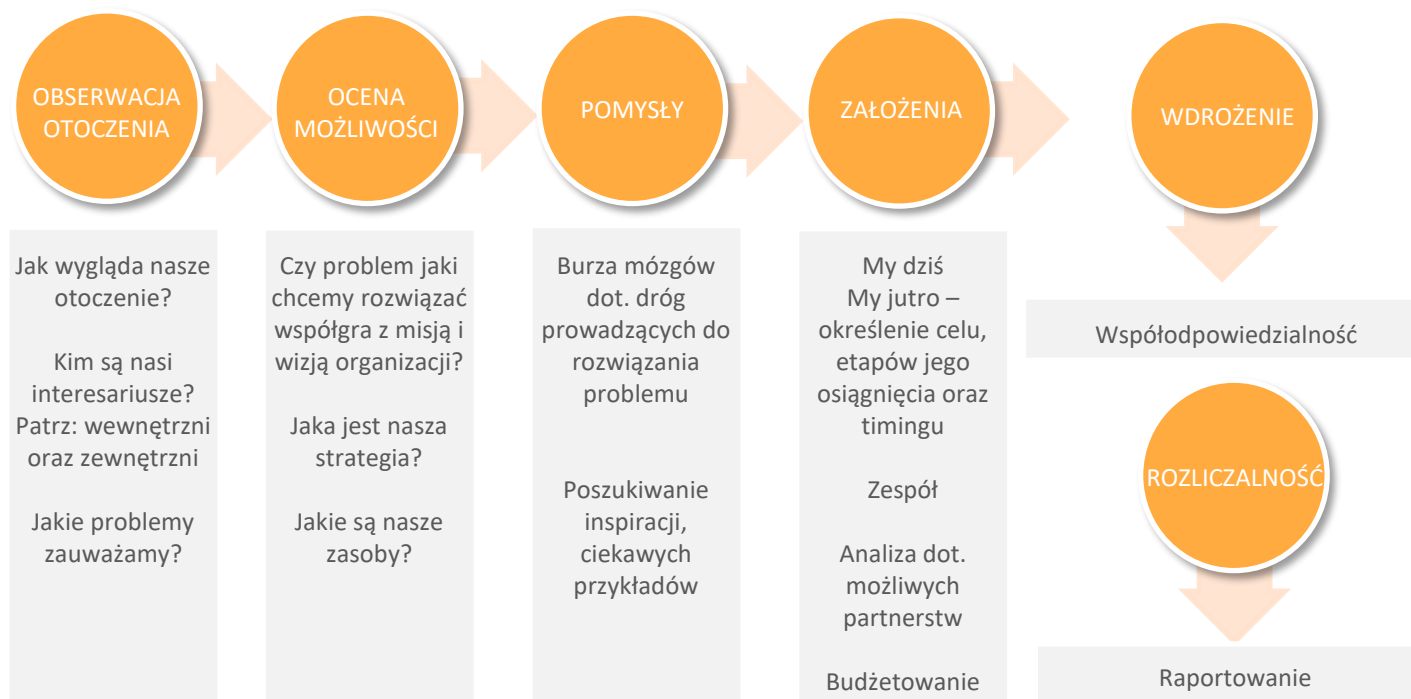 OBSERWACJA
OTOCZENIA
OCENA
MOŻLIWOŚCI
POMYSŁY
ZAŁOŻENIA
WDROŻENIE
Jak wygląda nasze
otoczenie?
Kim są nasi
interesariusze?
Patrz: wewnętrzni
oraz zewnętrzni
Jakie problemy
zauważamy?
Czy problem jaki
chcemy rozwiązać
współgra z misją i
wizją organizacji?
Jaka jest nasza
strategia?
Jakie są nasze
zasoby?
Burza mózgów
dot. dróg
prowadzących do
rozwiązania
problemu
Poszukiwanie
inspiracji,
ciekawych
przykładów
My dziś
My jutro –
określenie celu,
etapów jego
osiągnięcia oraz
timingu
Zespół
Analiza dot.
możliwych
partnerstw
Budżetowanie
Współodpowiedzialność
ROZLICZALNOŚĆ
Raportowanie